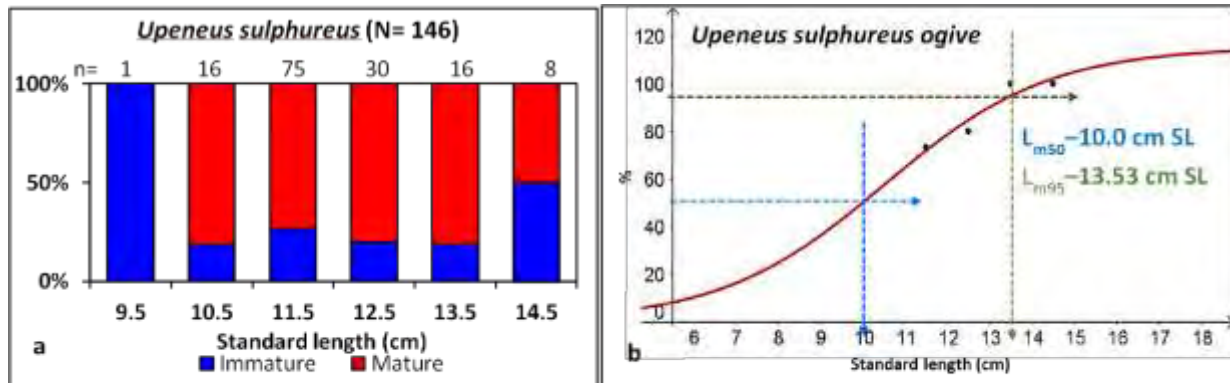 Upeneus sulphureus (N= 146)
n= 1 16 75 30 16 8
100%
50%
0%
9.5 10.5 11.5 12.5 13.5 14.5
Standard length (cm)
a
Immature Mature
Upeneus sulphureus ogive
120
100
80
60
40
20
0
%
L m50–10.0 cm SL
L m95–13.53 cm SL
6 7 8 9 10 11 12 13 14 15 16 17 18
Standard length (cm)
b